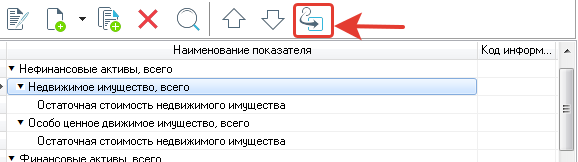 Наименование показателя
Код информ...
Нефинансовые активы, всего
Недвижимое имущество, всего
Остаточная стоимость недвижимого имущества
Особо ценное движимое имущество, всего
Остаточная стоимость недвижимого имущества
Финансовые активы, всего